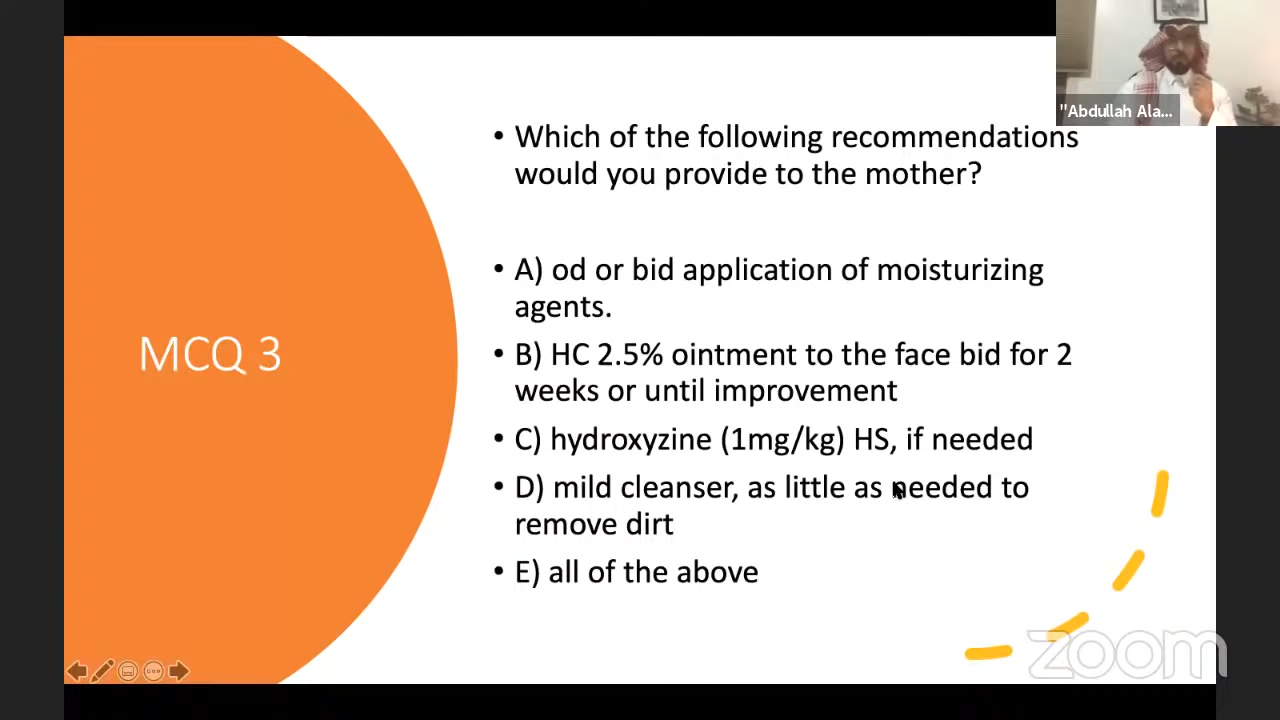 "Abdullah Ala...
• Which of the following recommendations
would you provide to the mother?
• A) od or bid application of moisturizing
agents.
• B) HC 2.5% ointment to the face bid for 2
weeks or until improvement
• C) hydroxyzine (1mg/kg) HS, if needed
• D) mild cleanser, as little as needed to
remove dirt
• E) all of the above
MCQ 3
zoom